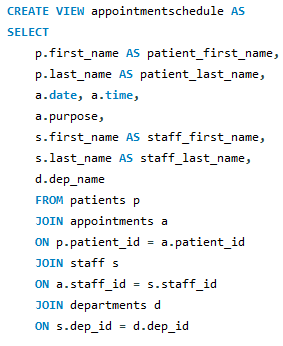 CREATE VIEW appointmentschedule AS
SELECT
p.first_name AS patient_first_name,
p.last_name AS patient_last_name,
a.date, a.time,
a.purpose,
s.first_name AS staff_first_name,
s.last_name AS staff_last_name,
d.dep_name
FROM patients p
JOIN appointments a
ON p.patient_id = a.patient_id
JOIN staff s
ON a.staff_id = s.staff_id
JOIN departments d
ON s.dep_id = d.dep_id